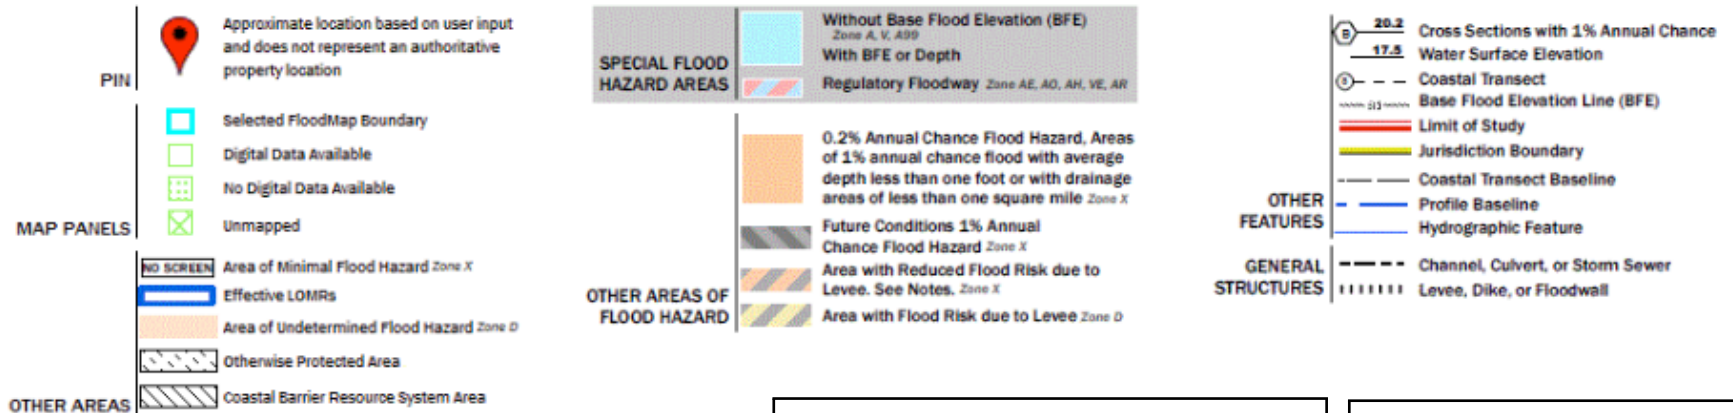 PIN
Approximate location based on user input
and does not represent an authoritative
property location
MAP PANELS
Selected FloodMap Boundary
Digital Data Available
No Digital Data Available
Unmapped
OTHER AREAS
NO SCREEN Area of Minimal Flood Hazard Zone X
Effective LOMRs
Area of Undetermined Flood Hazard Zone D
Otherwise Protected Area
Coastal Barrier Resource System Area
SPECIAL FLOOD
HAZARD AREAS
Without Base Flood Elevation (BFE)
Zone A, V, A99
With BFE or Depth
Regulatory Floodway Zone AE, AO, AH, VE, AR
OTHER AREAS OF
FLOOD HAZARD
0.2% Annual Chance Flood Hazard, Areas
of 1% annual chance flood with average
depth less than one foot or with drainage
areas of less than one square mile Zone X
Future Conditions 1% Annual
Chance Flood Hazard Zone X
Area with Reduced Flood Risk due to
Levee. See Notes. Zone X
Area with Flood Risk due to Levee Zone D
OTHER
FEATURES
B 20.2 Cross Sections with 1% Annual Chance
17.5 Water Surface Elevation
8 Coastal Transect
513 Base Flood Elevation Line (BFE)
Limit of Study
Jurisdiction Boundary
Coastal Transect Baseline
Profile Baseline
Hydrographic Feature
GENERAL
STRUCTURES
Channel, Culvert, or Storm Sewer
Levee, Dike, or Floodwall